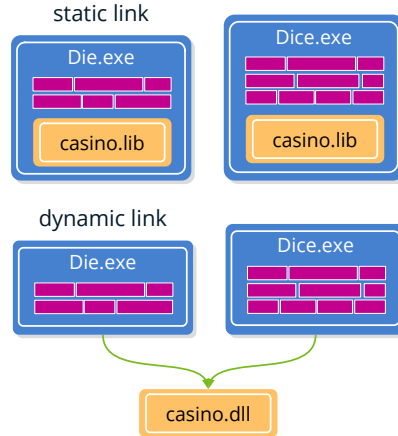 static link
Die.exe
casino.lib
Dice.exe
casino.lib
dynamic link
Die.exe
Dice.exe
casino.dll